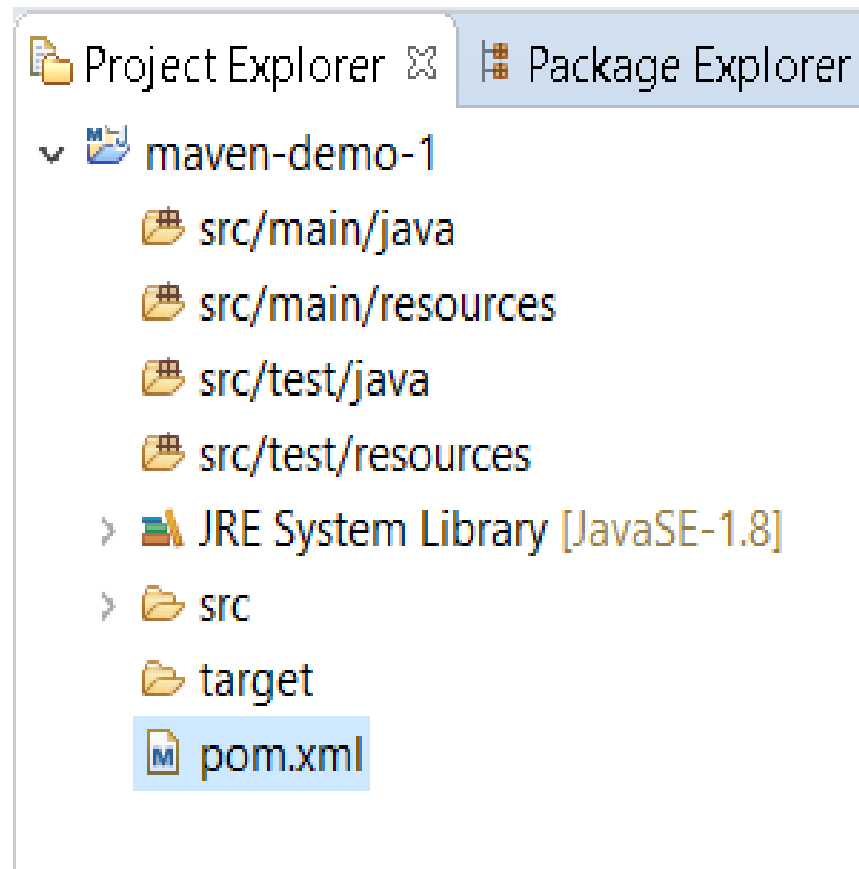 Project Explorer Package Explorer
maven-demo-1
src/main/java
src/main/resources
src/test/java
src/test/resources
JRE System Library [JavaSE-1.8]
src
target
pom.xml